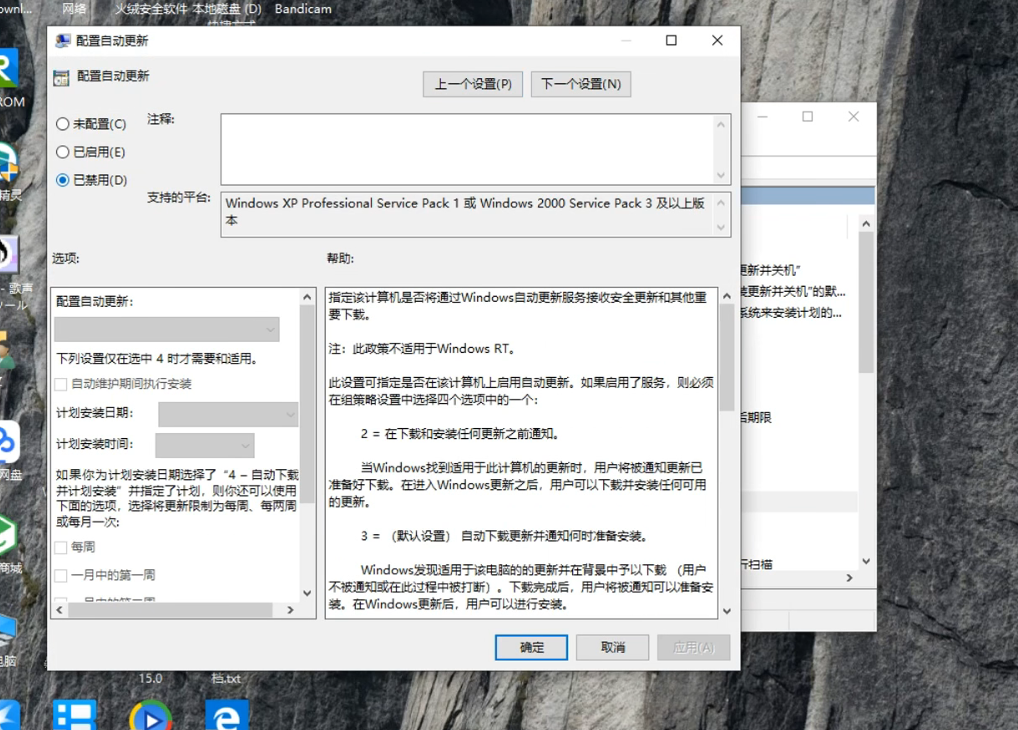 网络
火绒安全软件
本地磁盘 (D)
Bandicam
配置自动更新
配置自动更新
上一个设置(P)
下一个设置(N)
未配置(C)
已启用(E)
已禁用(D)
注释:
支持的平台:
Windows XP Professional Service Pack 1 或 Windows 2000 Service Pack 3 及以上版
本
选项:
帮助:
配置自动更新:
下列设置仅在选中 4 时才需要和适用。
自动维护期间执行安装
计划安装日期:
计划安装时间:
如果你为计划安装日期选择了“4 – 自动下载
并计划安装”并指定了计划，则你还可以使用
下面的选项，选择将更新限制为每周、每两周
或每月一次:
每周
一月中的第一周
指定该计算机是否将通过Windows自动更新服务接收安全更新和其他重
要下载。
注：此政策不适用于Windows RT。
此设置可指定是否在该计算机上启用自动更新。如果启用了服务，则必须
在组策略设置中选择四个选项中的一个:
2 = 在下载和安装任何更新之前通知。
当Windows找到适用于此计算机的更新时，用户将被通知更新已
准备好下载。在进入Windows更新之后，用户可以下载并安装任何可用
的更新。
3 = （默认设置） 自动下载更新并通知何时准备安装。
Windows发现适用于该电脑的的更新并在背景中予以下载 （用户
不被通知或在此过程中被打断）。下载完成后，用户将被通知可以准备安
装。在Windows更新后，用户可以进行安装。
确定
取消
应用(A)
更新并关机”
更新并关机”的默...
系统来安装计划的...
后期限
行扫描
ROM
精灵
歌声
ツール
网盘
商城
电脑
15.0
档.txt